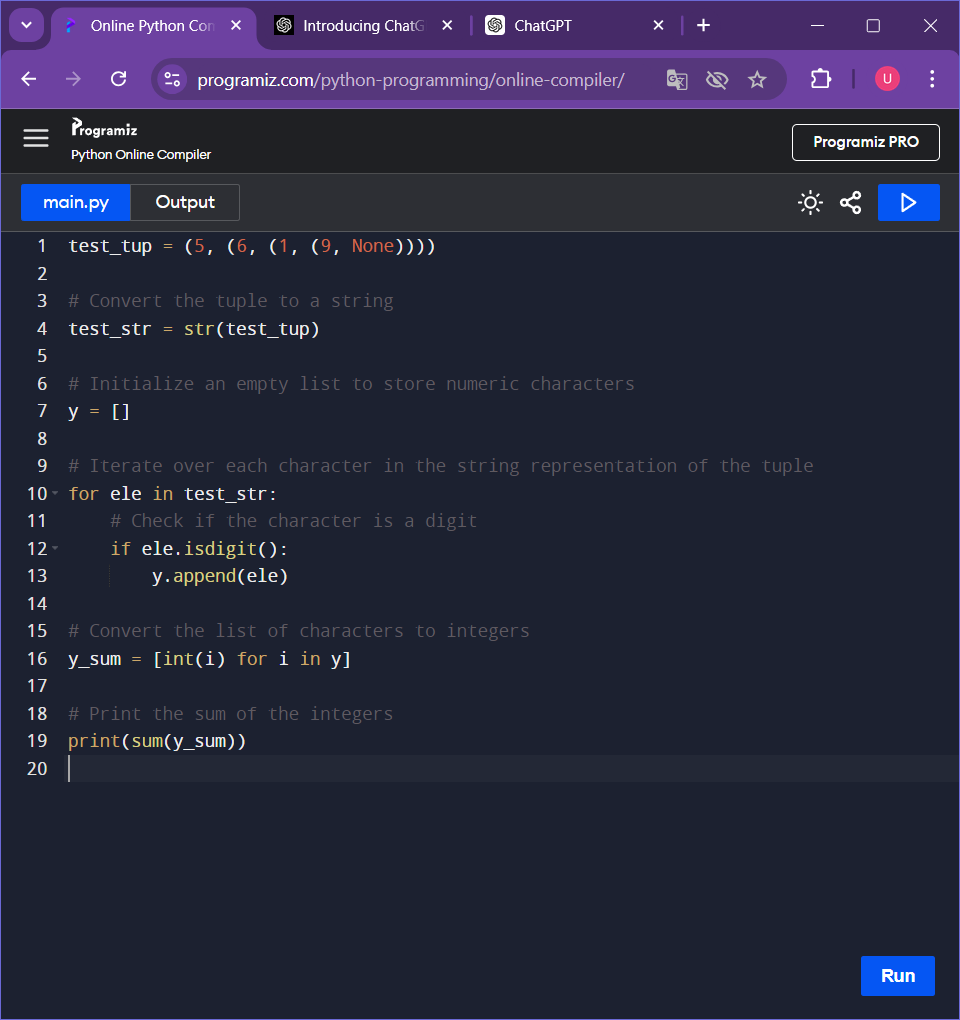 Online Python Com
Introducing ChatG
ChatGPT
programiz.com/python-programming/online-compiler/
U
Programiz
Python Online Compiler
Programiz PRO
main.py
Output
1 test_tup = (5, (6, (1, (9, None))))
2
3 # Convert the tuple to a string
4 test_str = str(test_tup)
5
6 # Initialize an empty list to store numeric characters
7 y = []
8
9 # Iterate over each character in the string representation of the tuple
10 for ele in test_str:
11     # Check if the character is a digit
12     if ele.isdigit():
13         y.append(ele)
14
15 # Convert the list of characters to integers
16 y_sum = [int(i) for i in y]
17
18 # Print the sum of the integers
19 print(sum(y_sum))
20
Run